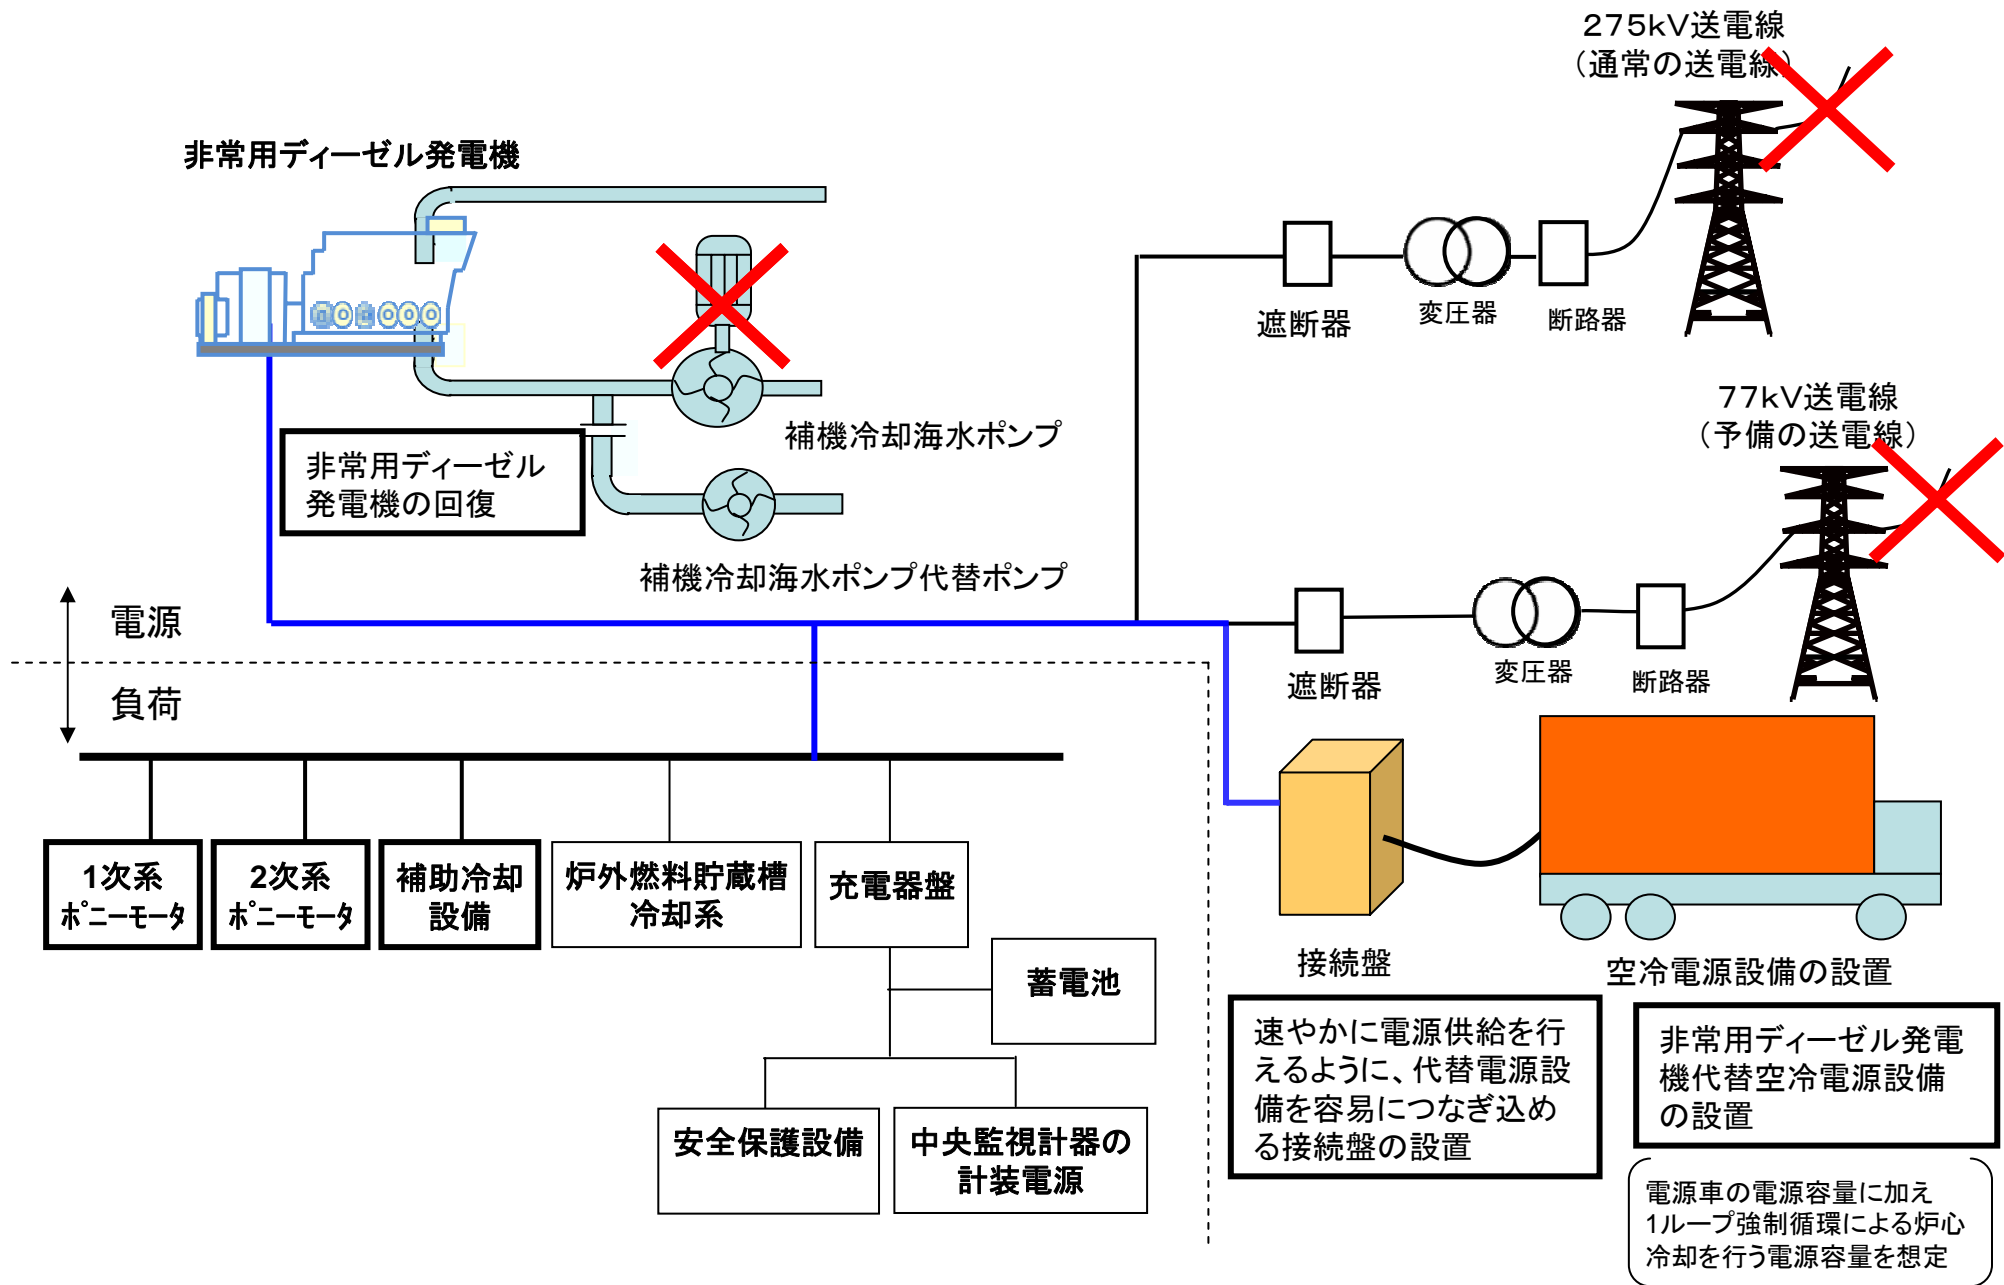 275kV送電線
(通常の送電線)
非常用ディーゼル発電機
遮断器
変圧器
断路器
77kV送電線
(予備の送電線)
補機冷却海水ポンプ
非常用ディーゼル
発電機の回復
補機冷却海水ポンプ代替ポンプ
電源
負荷
遮断器
変圧器
断路器
1次系
ﾎﾟﾆｰﾓｰﾀ
2次系
ﾎﾟﾆｰﾓｰﾀ
補助冷却
設備
炉外燃料貯蔵槽
冷却系
充電器盤
蓄電池
安全保護設備
中央監視計器の
計装電源
接続盤
空冷電源設備の設置
速やかに電源供給を行
えるように、代替電源設
備を容易につなぎ込め
る接続盤の設置
非常用ディーゼル発電
機代替空冷電源設備
の設置
電源車の電源容量に加え
1ループ強制循環による炉心
冷却を行う電源容量を想定